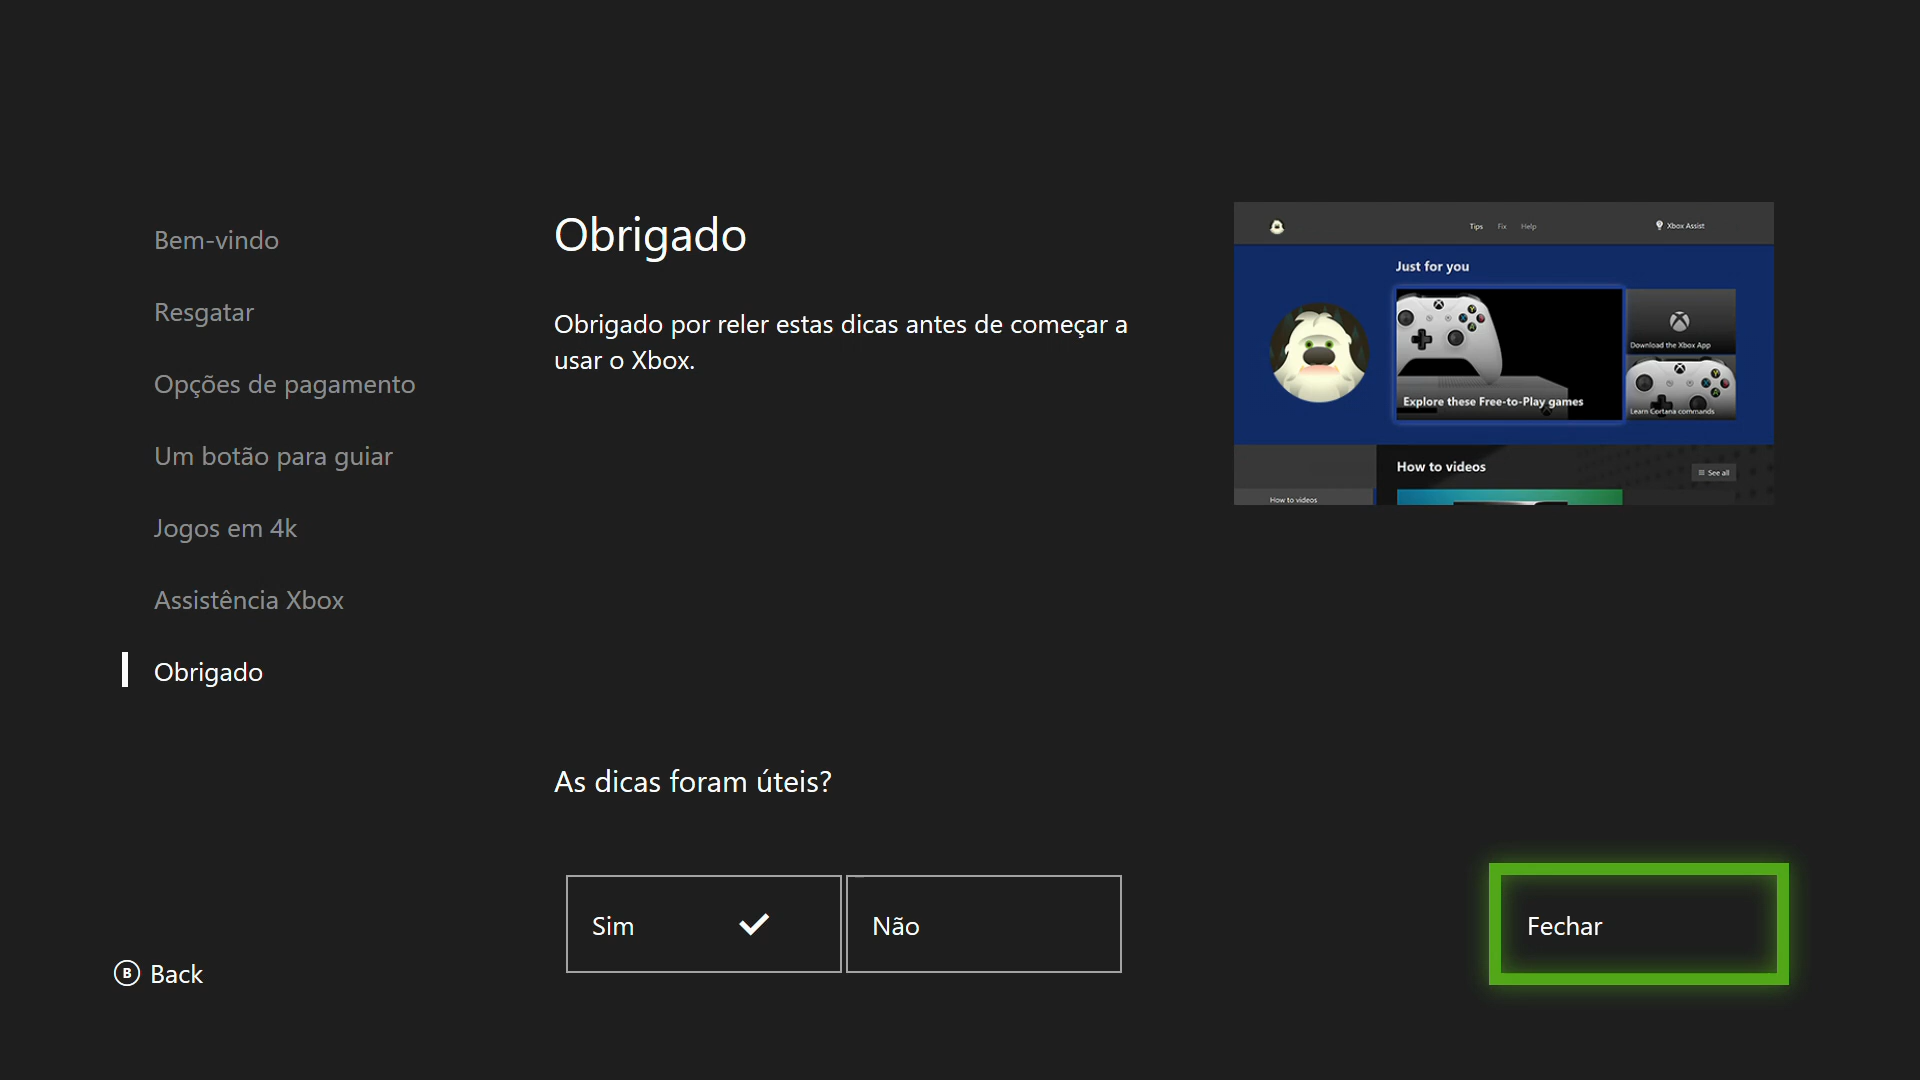 Bem-vindo
Resgatar
Opções de pagamento
Um botão para guiar
Jogos em 4k
Assistência Xbox
Obrigado
Obrigado
Obrigado por reler estas dicas antes de começar a
usar o Xbox.
Tips Fix Help
Xbox Assist
Just for you
Explore these Free-to-Play games
Download the Xbox App
Learn Cortana commands
How to videos
See all
How to videos
As dicas foram úteis?
Sim
Não
Fechar
B Back